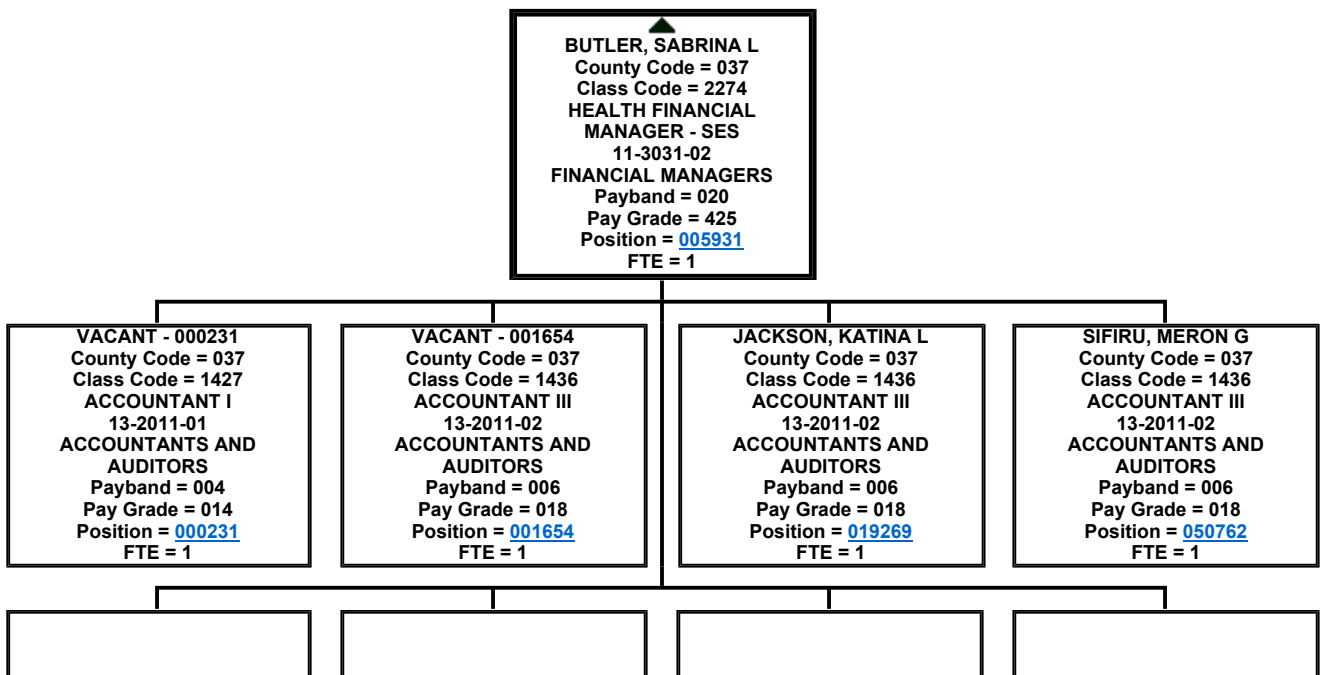 BUTLER, SABRINA L
County Code = 037
Class Code = 2274
HEALTH FINANCIAL
MANAGER - SES
11-3031-02
FINANCIAL MANAGERS
Payband = 020
Pay Grade = 425
Position = 005931
FTE = 1
VACANT - 000231
County Code = 037
Class Code = 1427
ACCOUNTANT I
13-2011-01
ACCOUNTANTS AND
AUDITORS
Payband = 004
Pay Grade = 014
Position = 000231
FTE = 1
VACANT - 001654
County Code = 037
Class Code = 1436
ACCOUNTANT III
13-2011-02
ACCOUNTANTS AND
AUDITORS
Payband = 006
Pay Grade = 018
Position = 001654
FTE = 1
JACKSON, KATINA L
County Code = 037
Class Code = 1436
ACCOUNTANT III
13-2011-02
ACCOUNTANTS AND
AUDITORS
Payband = 006
Pay Grade = 018
Position = 019269
FTE = 1
SIFIRU, MERON G
County Code = 037
Class Code = 1436
ACCOUNTANT III
13-2011-02
ACCOUNTANTS AND
AUDITORS
Payband = 006
Pay Grade = 018
Position = 050762
FTE = 1